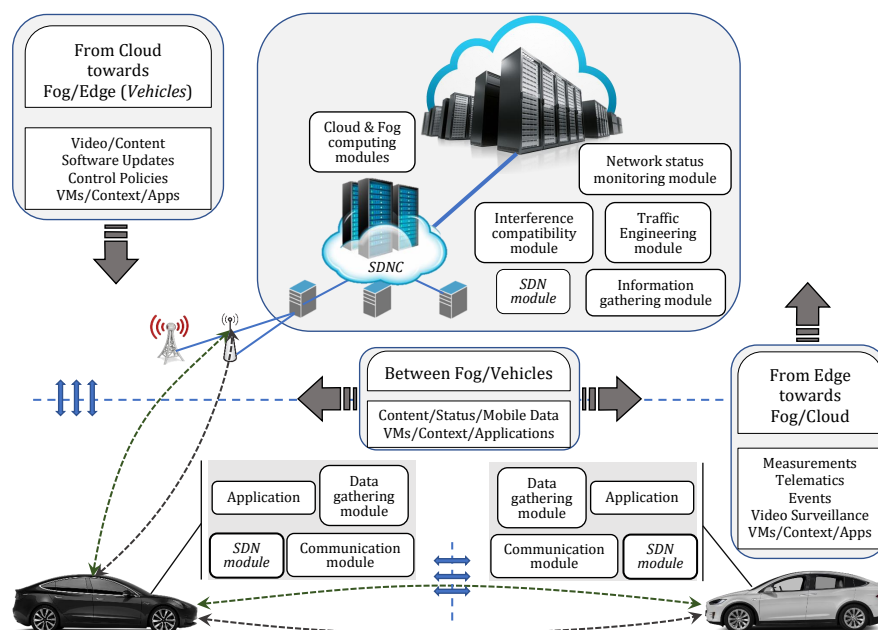 From Cloud
towards
Fog/Edge (Vehicles)
Video/Content
Software Updates
Control Policies
VMs/Context/Apps
Cloud & Fog
computing
modules
Network status
monitoring module
Interference
compatibility
module
Traffic
Engineering
module
SDNC
SDN
module
Information
gathering module
Between Fog/Vehicles
Content/Status/Mobile Data
VMs/Context/Applications
From Edge
towards
Fog/Cloud
Measurements
Telematics
Events
Video Surveillance
VMs/Context/Apps
Application
Data
gathering
module
SDN
module
Communication
module
Data
gathering
module
Application
Communication
module
SDN
module